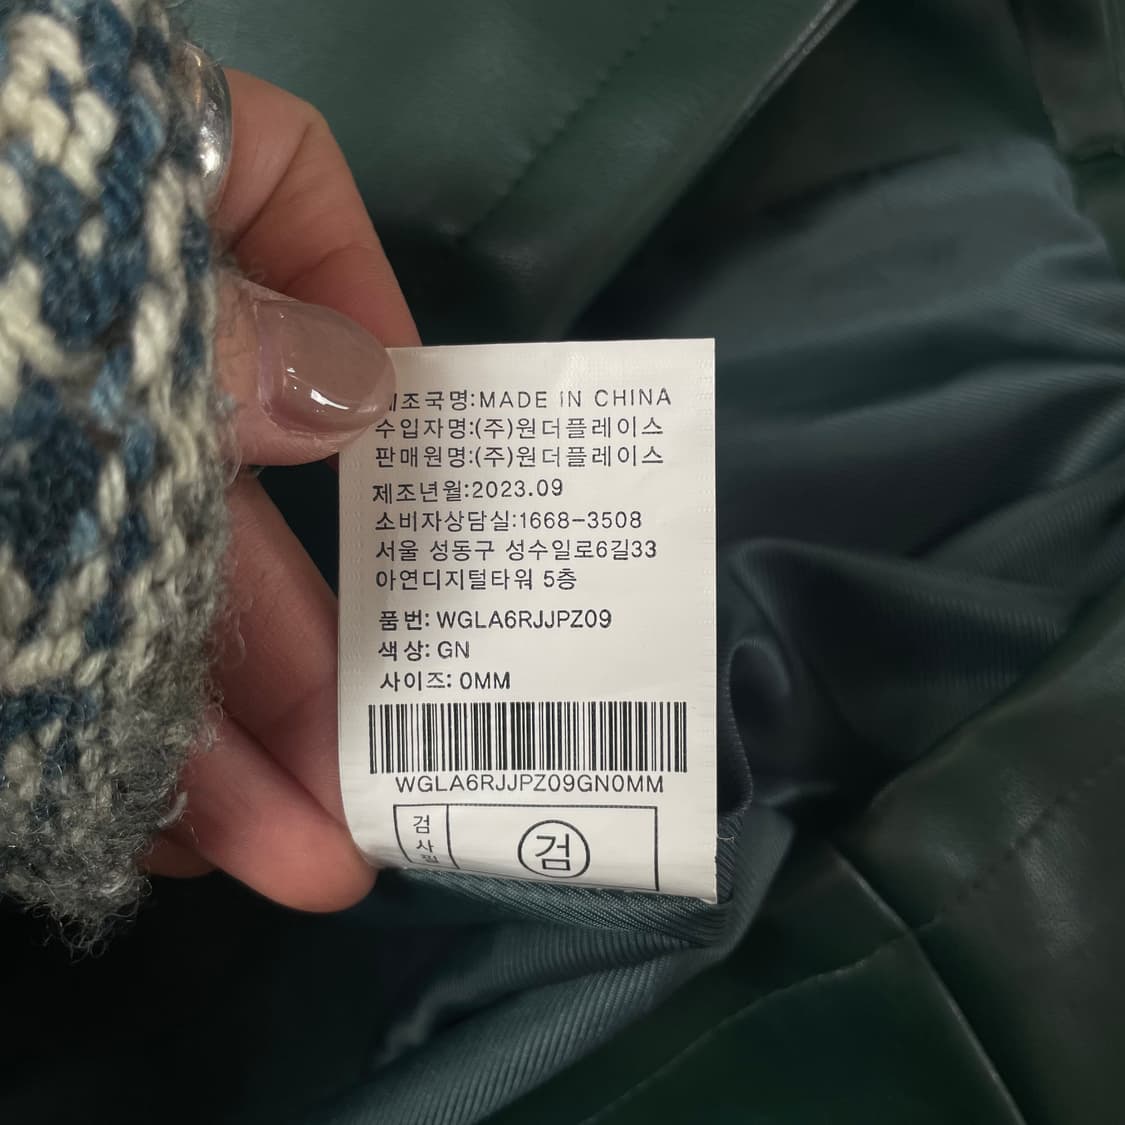 제조국명:MADE IN CHINA
수입자명:(주)원더플레이스
판매원명:(주)원더플레이스
제조년월:2023.09
소비자상담실:1668-3508
서울 성동구 성수일로6길33
아연디지털타워 5층
품번: WGLA6RJJPZ09
색상: GN
사이즈: 0MM
WGLA6RJJPZ09GN0MM
검사필
검